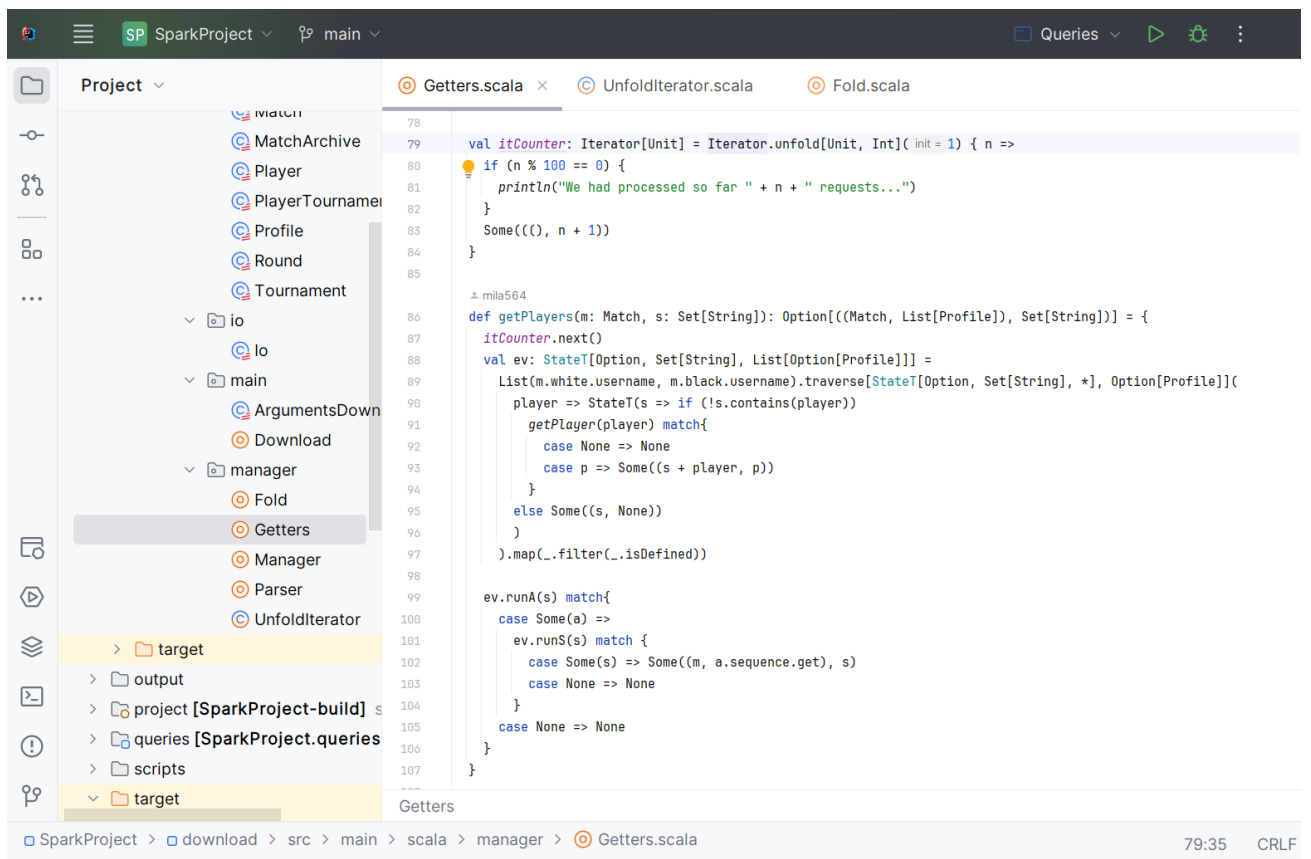 SP SparkProject main Queries
Project
Getters.scala UnfoldIterator.scala Fold.scala
Match
MatchArchive
Player
PlayerTourname
Profile
Round
Tournament
io
Io
main
ArgumentsDown
Download
manager
Fold
Getters
Manager
Parser
UnfoldIterator
target
output
project [SparkProject-build] s
queries [SparkProject.queries
scripts
target
78
79 val itCounter: Iterator[Unit] = Iterator.unfold[Unit, Int]( init = 1) { n =>
80 if (n % 100 == 0) {
81 println("We had processed so far " + n + " requests...")
82 }
83 Some(((), n + 1))
84 }
85
mila564
86 def getPlayers(m: Match, s: Set[String]): Option[((Match, List[Profile]), Set[String])] = {
87 itCounter.next()
88 val ev: StateT[Option, Set[String], List[Option[Profile]]] =
89 List(m.white.username, m.black.username).traverse[StateT[Option, Set[String], *], Option[Profile]](
90 player => StateT(s => if (!s.contains(player))
91 getPlayer(player) match{
92 case None => None
93 case p => Some((s + player, p))
94 }
95 else Some((s, None))
96 )
97 ).map(_.filter(_.isDefined))
98
99 ev.runA(s) match{
100 case Some(a) =>
101 ev.runS(s) match {
102 case Some(s) => Some((m, a.sequence.get), s)
103 case None => None
104 }
105 case None => None
106 }
107 }
Getters
SparkProject > download > src > main > scala > manager > Getters.scala
79:35 CRLF